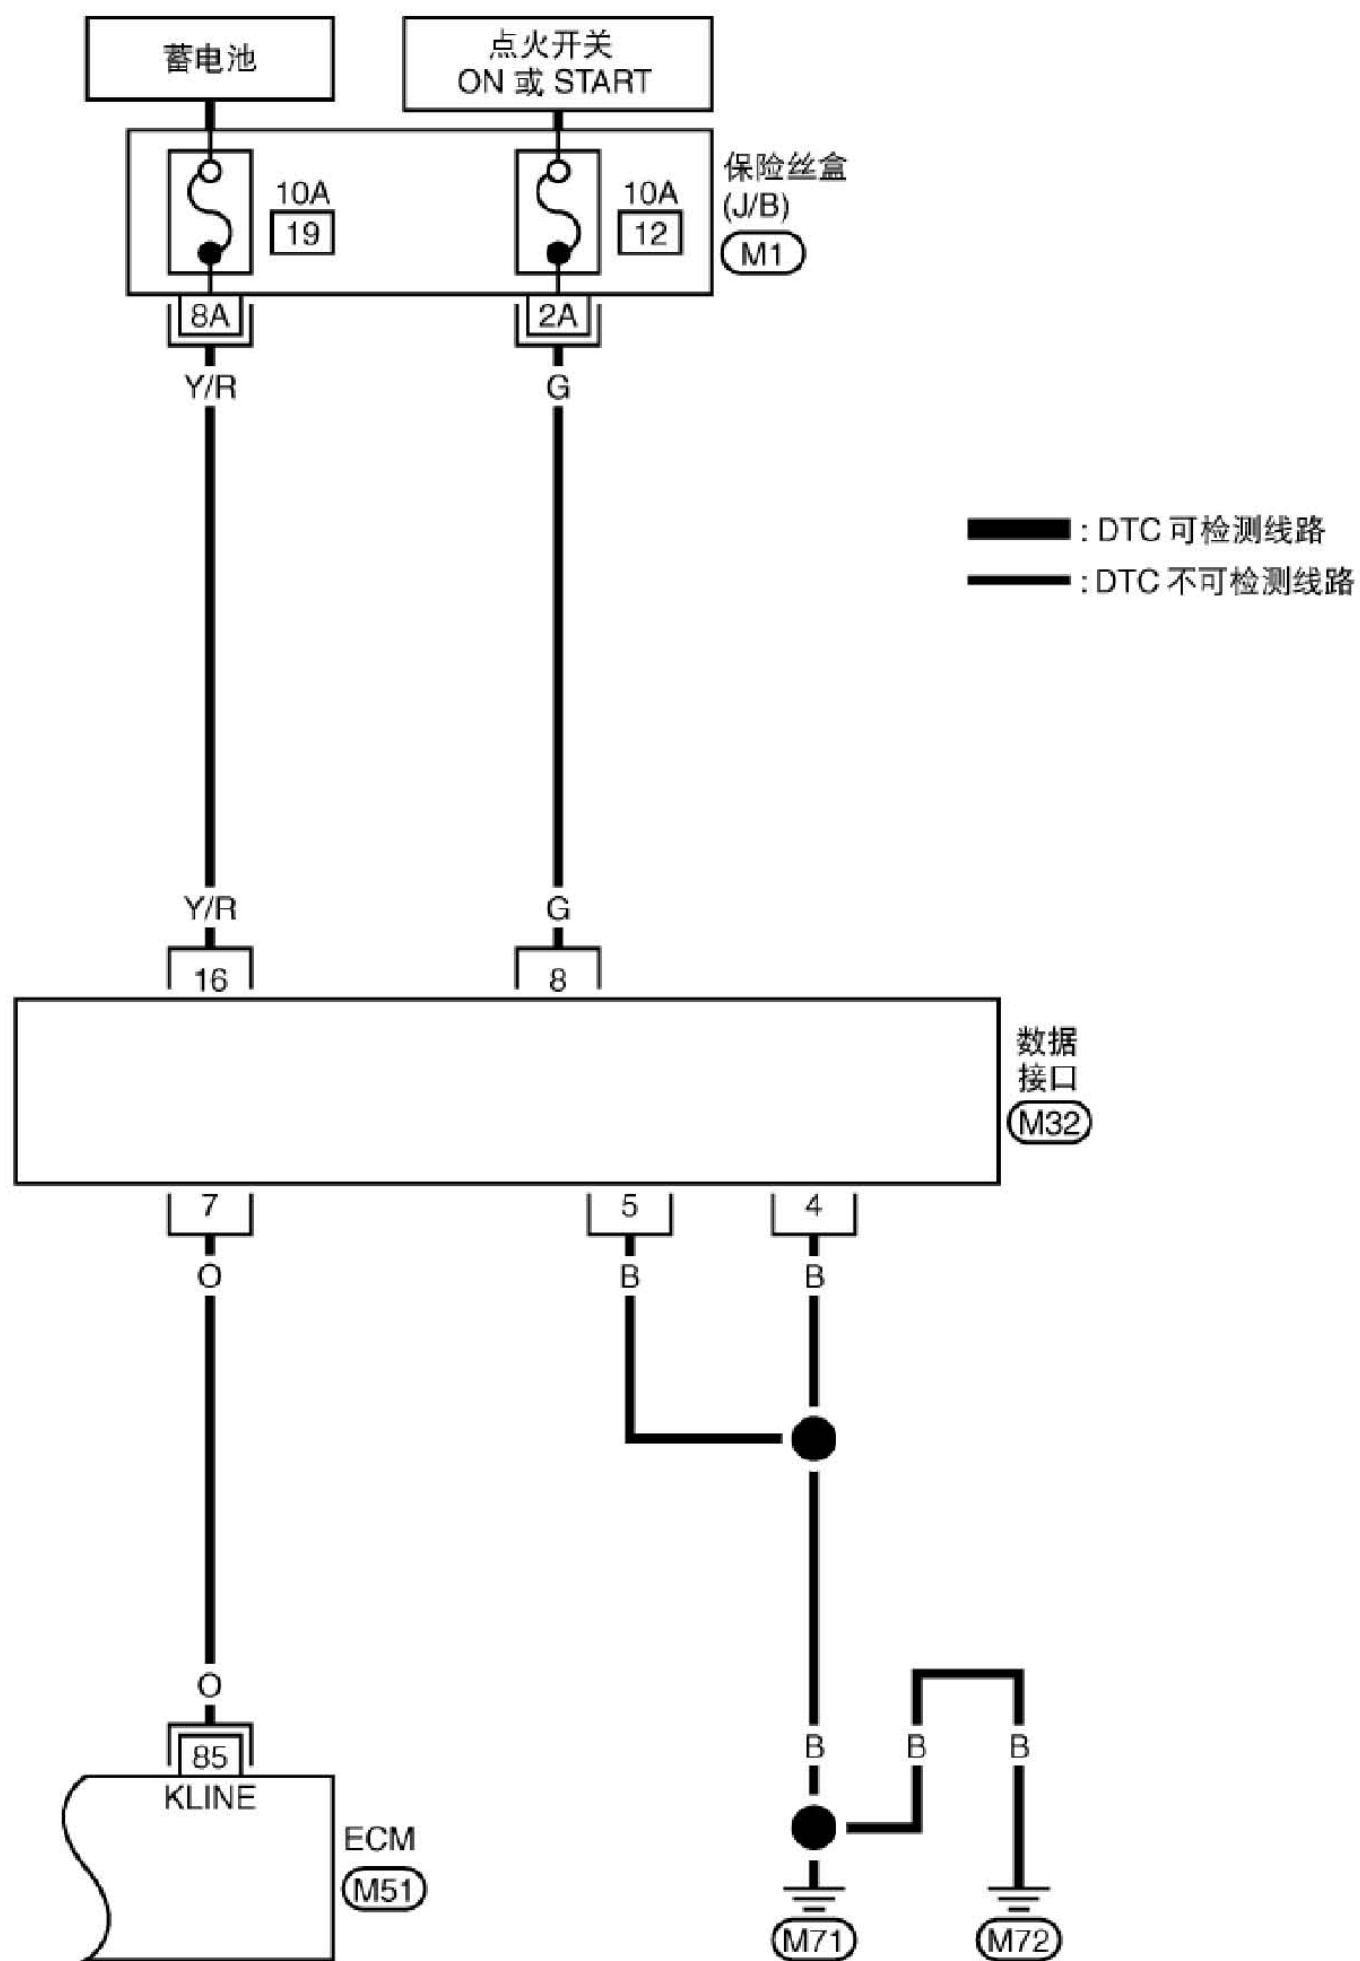 蓄电池
点火开关
ON 或 START
10A
19
10A
12
保险丝盒
(J/B)
M1
8A
2A
Y/R
G
: DTC 可检测线路
: DTC 不可检测线路
Y/R
G
16
8
数据
接口
M32
7
5
4
O
B
B
O
B
B
B
85
KLINE
ECM
M51
M71
M72